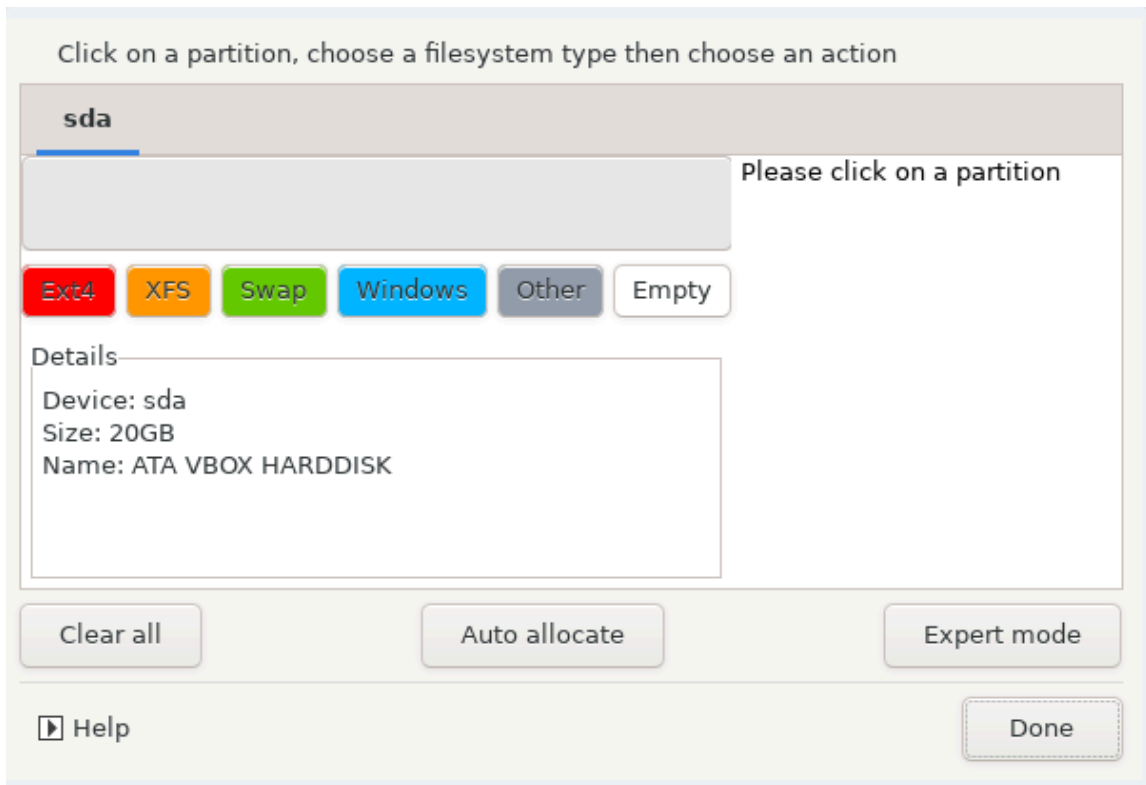 Click on a partition, choose a filesystem type then choose an action
sda
Please click on a partition
Ext4 XFS Swap Windows Other Empty
Details
Device: sda
Size: 20GB
Name: ATA VBOX HARDDISK
Clear all Auto allocate Expert mode
Help Done